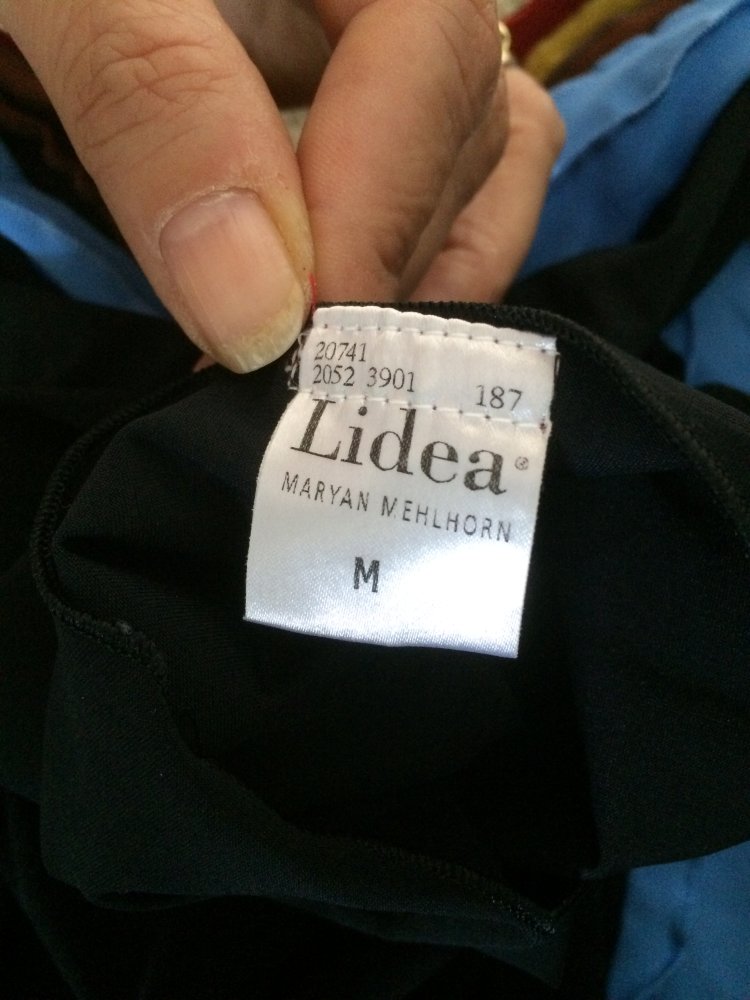 20741
2052 3901 187
Lidea®
MARYAN MEHLHORN
M